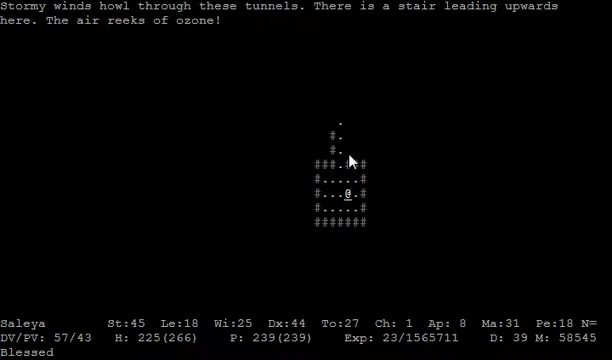 Stormy winds howl through these tunnels. There is a stair leading upwards
here. The air reeks of ozone!
.
#.
#.
###.###
#.....#
#...@.#
#.....#
#######
Saleya St:45 Le:18 Wi:25 Dx:44 To:27 Ch: 1 Ap: 8 Ma:31 Pe:18 N=
DV/PV: 57/43 H: 225(266) P: 239(239) Exp: 23/1565711 D: 39 M: 58545
Blessed